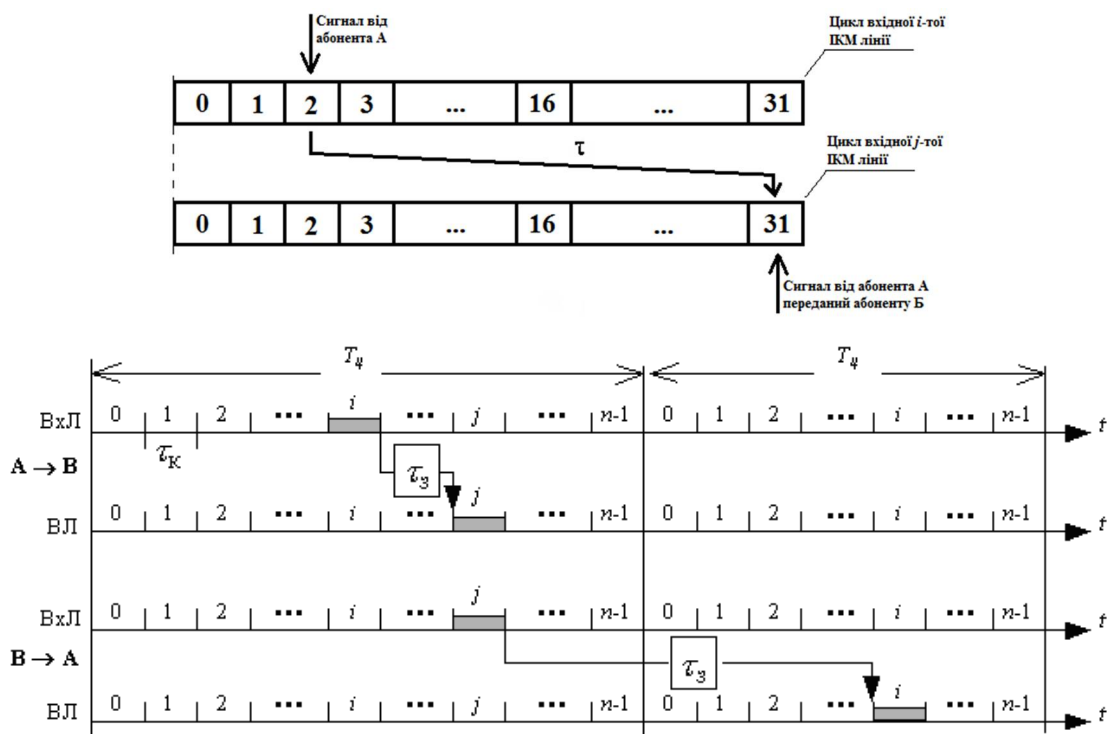 Сигнал від
абонента А
Цикл вхідної i-тої
ІКМ лінії
0 1 2 3 ... 16 ... 31
τ
Цикл вхідної j-тої
ІКМ лінії
0 1 2 3 ... 16 ... 31
Сигнал від абонента А
переданий абоненту Б
Tц Tц
ВхЛ 0 1 2 ... i ... j ... n-1 0 1 2 ... i ... n-1 t
τК
A → B
τз
ВЛ 0 1 2 ... i ... j ... n-1 0 1 2 ... i ... n-1 t
ВхЛ 0 1 2 ... i ... j ... n-1 0 1 2 ... i ... n-1 t
B → A
τз
ВЛ 0 1 2 ... i ... j ... n-1 0 1 2 ... i ... n-1 t